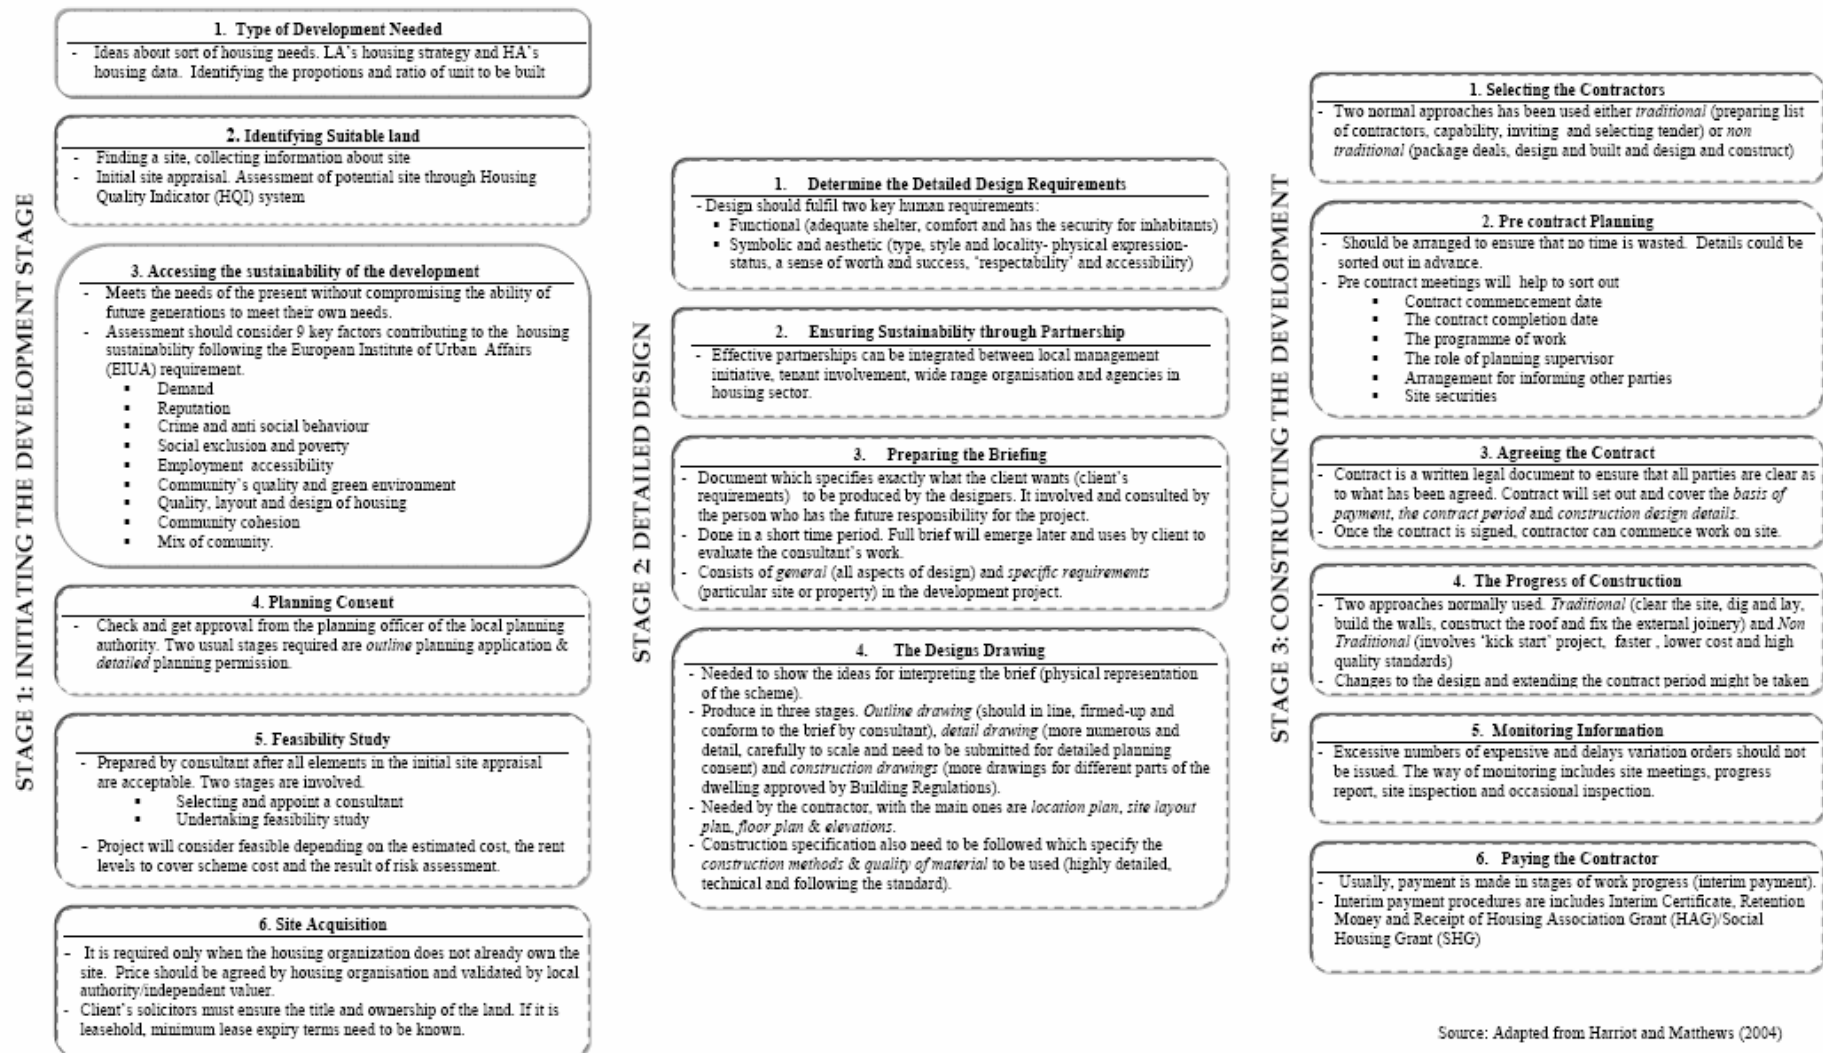 STAGE 1: INITIATING THE DEVELOPMENT STAGE
1. Type of Development Needed
- Ideas about sort of housing needs. LA's housing strategy and HA's
housing data. Identifying the propotions and ratio of unit to be built
2. Identifying Suitable land
- Finding a site, collecting information about site
- Initial site appraisal. Assessment of potential site through Housing
Quality Indicator (HQI) system
3. Accessing the sustainability of the development
- Meets the needs of the present without compromising the ability of
future generations to meet their own needs.
- Assessment should consider 9 key factors contributing to the housing
sustainability following the European Institute of Urban Affairs
(EIUA) requirement.
▪ Demand
▪ Reputation
▪ Crime and anti social behaviour
▪ Social exclusion and poverty
▪ Employment accessibility
▪ Community's quality and green environment
▪ Quality, layout and design of housing
▪ Community cohesion
▪ Mix of comunity.
4. Planning Consent
- Check and get approval from the planning officer of the local planning
authority. Two usual stages required are outline planning application &
detailed planning permission.
5. Feasibility Study
- Prepared by consultant after all elements in the initial site appraisal
are acceptable. Two stages are involved.
▪ Selecting and appoint a consultant
▪ Undertaking feasibility study
- Project will consider feasible depending on the estimated cost, the rent
levels to cover scheme cost and the result of risk assessment.
6. Site Acquisition
- It is required only when the housing organization does not already own the
site. Price should be agreed by housing organisation and validated by local
authority/independent valuer.
- Client's solicitors must ensure the title and ownership of the land. If it is
leasehold, minimum lease expiry terms need to be known.
STAGE 2: DETAILED DESIGN
1. Determine the Detailed Design Requirements
- Design should fulfil two key human requirements:
▪ Functional (adequate shelter, comfort and has the security for inhabitants)
▪ Symbolic and aesthetic (type, style and locality- physical expression-
status, a sense of worth and success, 'respectability' and accessibility)
2. Ensuring Sustainability through Partnership
- Effective partnerships can be integrated between local management
initiative, tenant involvement, wide range organisation and agencies in
housing sector.
3. Preparing the Briefing
- Document which specifies exactly what the client wants (client's
requirements) to be produced by the designers. It involved and consulted by
the person who has the future responsibility for the project.
- Done in a short time period. Full brief will emerge later and uses by client to
evaluate the consultant's work.
- Consists of general (all aspects of design) and specific requirements
(particular site or property) in the development project.
4. The Designs Drawing
- Needed to show the ideas for interpreting the brief (physical representation
of the scheme).
- Produce in three stages. Outline drawing (should in line, firmed-up and
conform to the brief by consultant), detail drawing (more numerous and
detail, carefully to scale and need to be submitted for detailed planning
consent) and construction drawings (more drawings for different parts of the
dwelling approved by Building Regulations).
- Needed by the contractor, with the main ones are location plan, site layout
plan, floor plan & elevations.
- Construction specification also need to be followed which specify the
construction methods & quality of material to be used (highly detailed,
technical and following the standard).
STAGE 3: CONSTRUCTING THE DEVELOPMENT
1. Selecting the Contractors
- Two normal approaches has been used either traditional (preparing list
of contractors, capability, inviting and selecting tender) or non
traditional (package deals, design and built and design and construct)
2. Pre contract Planning
- Should be arranged to ensure that no time is wasted. Details could be
sorted out in advance.
- Pre contract meetings will help to sort out
▪ Contract commencement date
▪ The contract completion date
▪ The programme of work
▪ The role of planning supervisor
▪ Arrangement for informing other parties
▪ Site securities
3. Agreeing the Contract
- Contract is a written legal document to ensure that all parties are clear as
to what has been agreed. Contract will set out and cover the basis of
payment, the contract period and construction design details.
- Once the contract is signed, contractor can commence work on site.
4. The Progress of Construction
- Two approaches normally used. Traditional (clear the site, dig and lay,
build the walls, construct the roof and fix the external joinery) and Non
Traditional (involves 'kick start' project, faster , lower cost and high
quality standards)
- Changes to the design and extending the contract period might be taken
5. Monitoring Information
- Excessive numbers of expensive and delays variation orders should not
be issued. The way of monitoring includes site meetings, progress
report, site inspection and occasional inspection.
6. Paying the Contractor
- Usually, payment is made in stages of work progress (interim payment).
- Interim payment procedures are includes Interim Certificate, Retention
Money and Receipt of Housing Association Grant (HAG)/Social
Housing Grant (SHG)
Source: Adapted from Harriot and Matthews (2004)